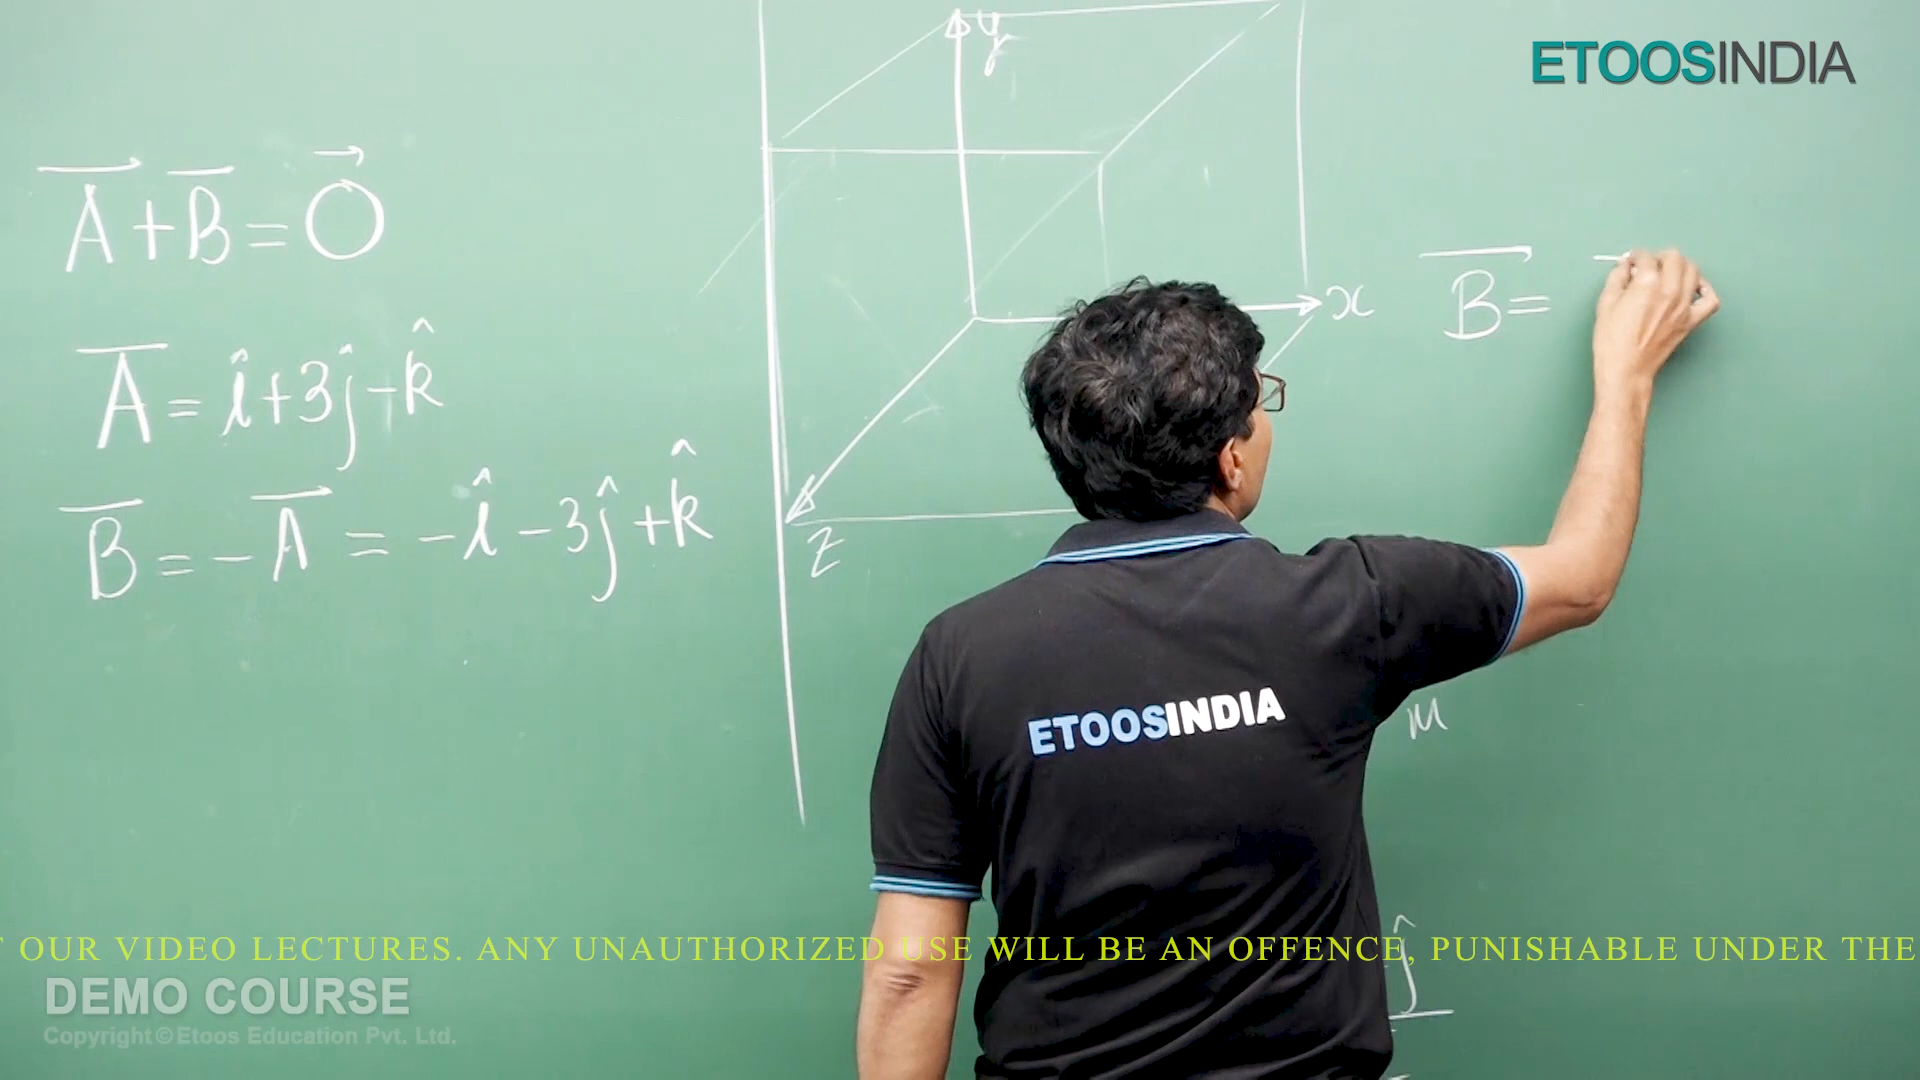 ETOOSINDIA
y
A⃗ + B⃗ = O⃗
x
B⃗ =
A⃗ = î + 3ĵ - k̂
B⃗ = - A⃗ = - î - 3ĵ + k̂
z
ETOOSINDIA
m
ĵ
OUR VIDEO LECTURES. ANY UNAUTHORIZED USE WILL BE AN OFFENCE, PUNISHABLE UNDER THE
DEMO COURSE
Copyright©Etoos Education Pvt. Ltd.